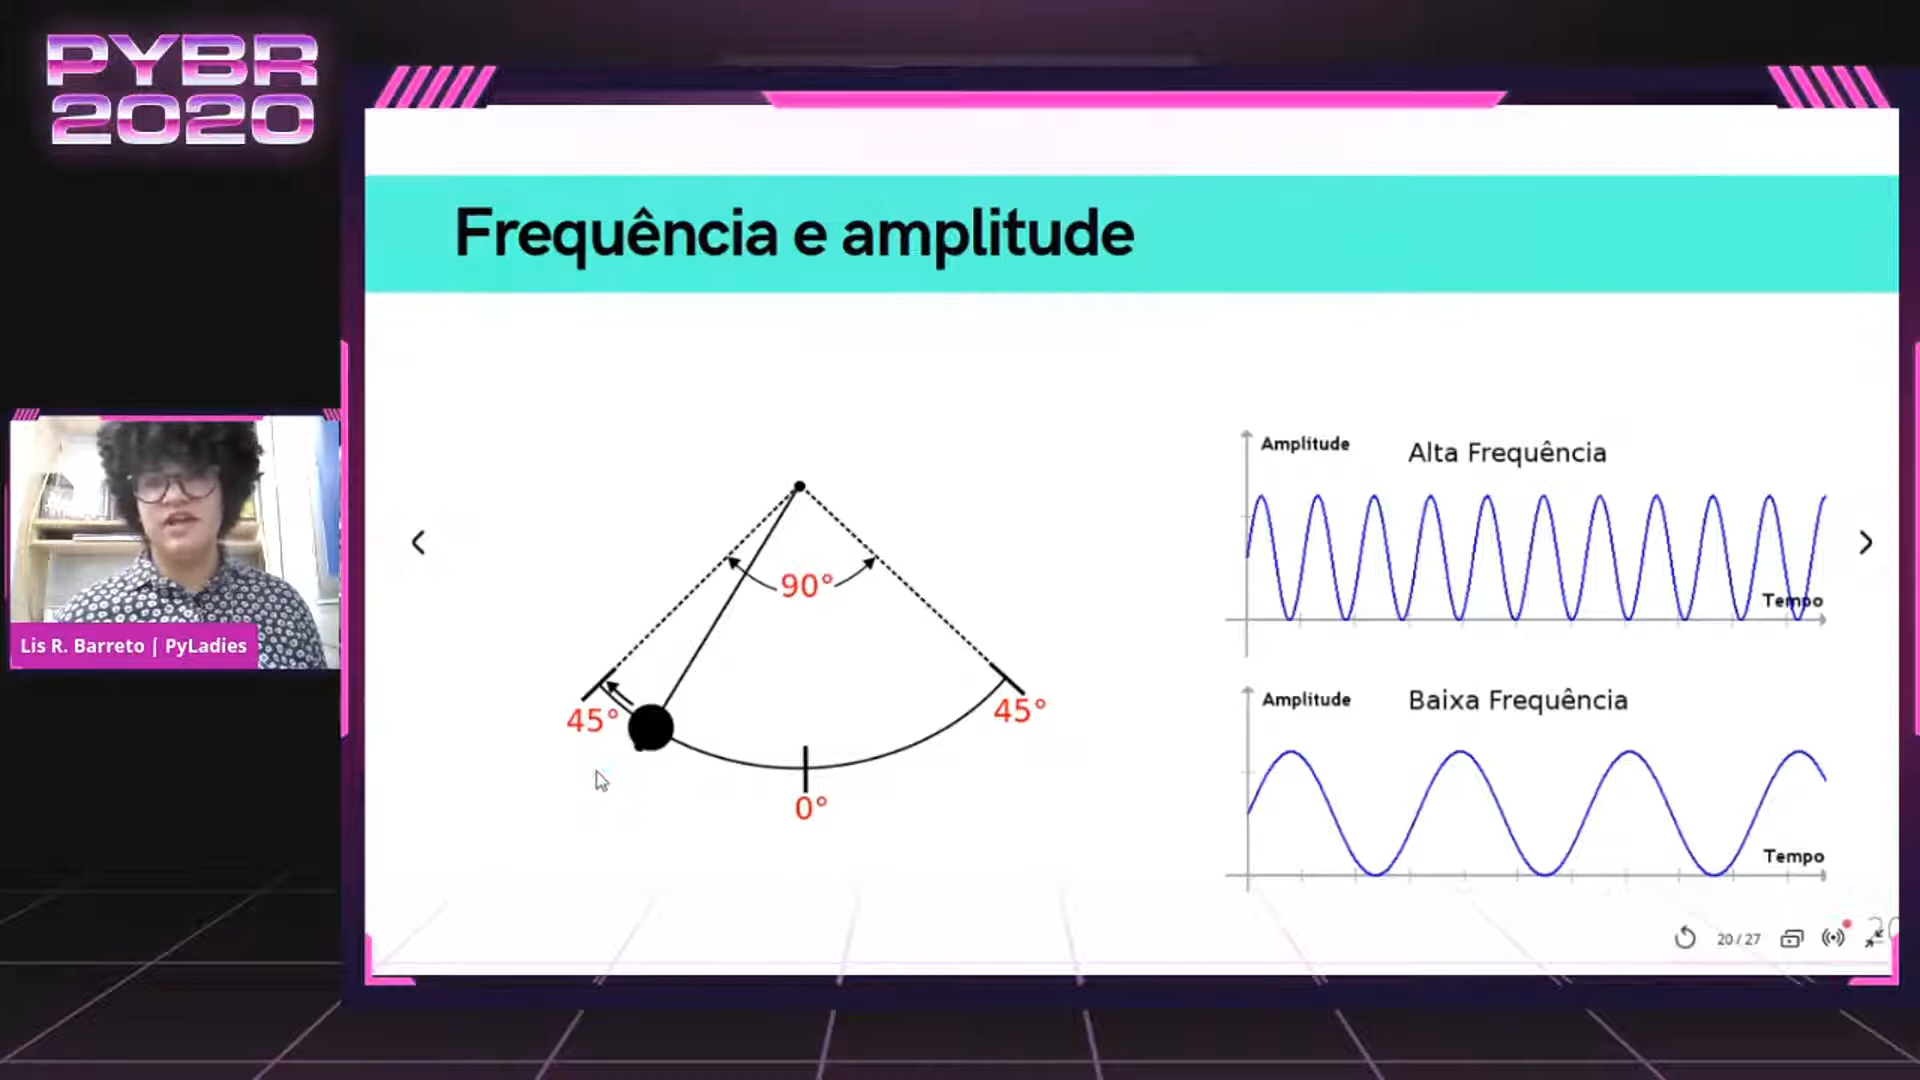 PYBR
2020
Frequência e amplitude
Amplitude
Alta Frequência
90°
Tempo
45°
45°
0°
Amplitude
Baixa Frequência
Tempo
Lis R. Barreto | PyLadies
20 / 27
20